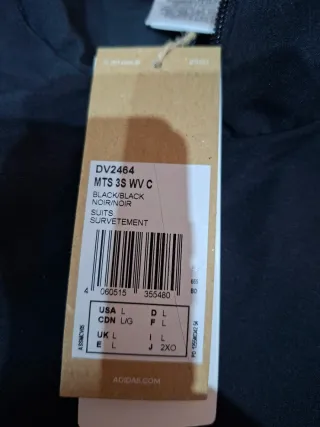 DV2464
MTS 3S WV C
BLACK/BLACK
NOIR/NOIR
SUITS
SURVETEMENT
4 060515 355480
USA L D L
CDN L/G F L
UK L I L
E L J 2XO
ADIDAS.COM